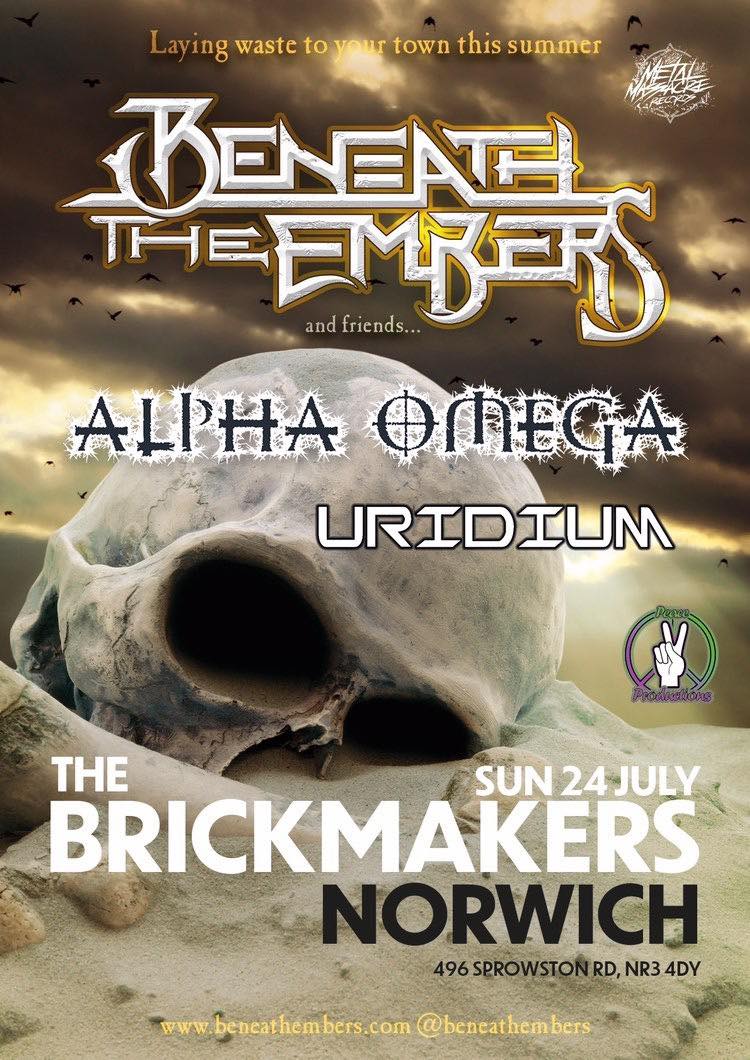 Laying waste to your town this summer
METAL
MASSACRE
RECORDS
BENEATH
THE EMBERS
and friends...
ALPHA OMEGA
URIDIUM
Peace
Productions
THE
SUN 24 JULY
BRICKMAKERS
NORWICH
496 SPROWSTON RD, NR3 4DY
www.beneathembers.com @beneathembers